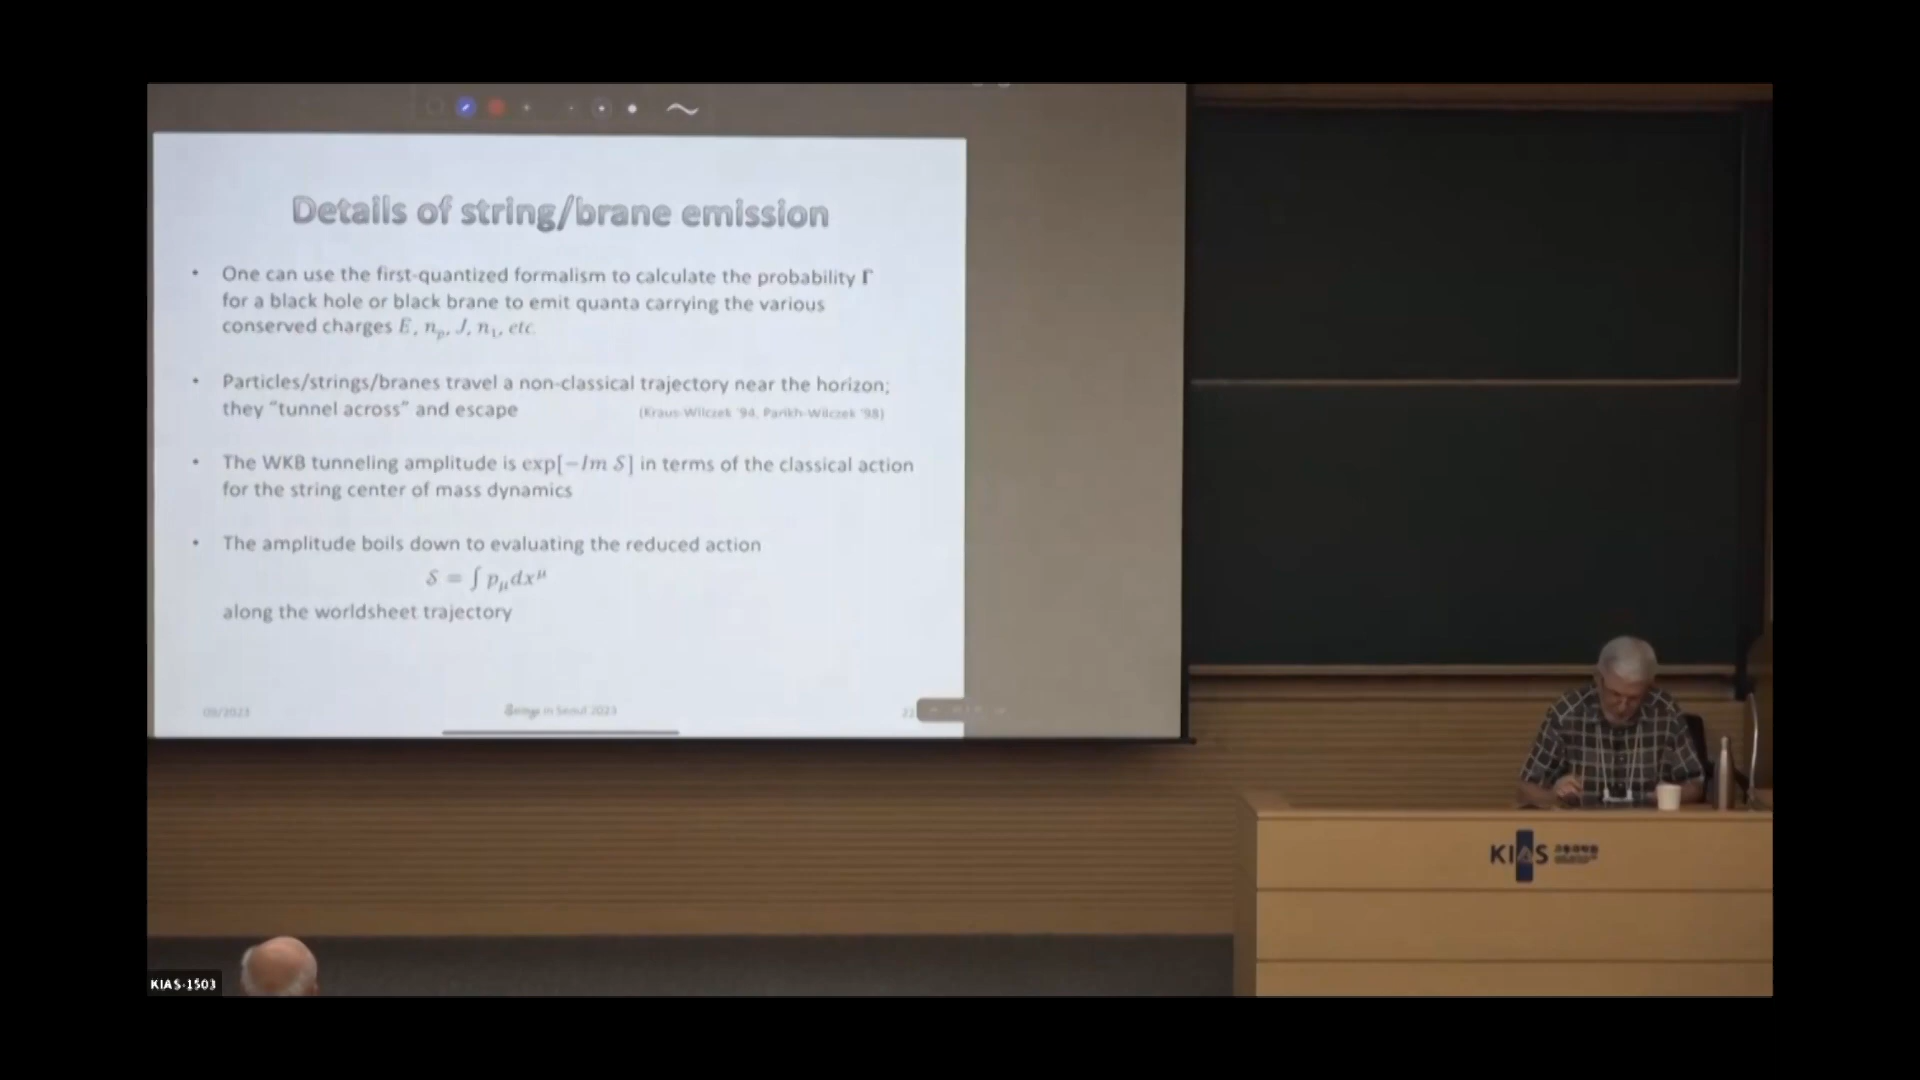 Details of string/brane emission
• One can use the first-quantized formalism to calculate the probability Γ
for a black hole or black brane to emit quanta carrying the various
conserved charges E, nₚ, J, n₁, etc.
• Particles/strings/branes travel a non-classical trajectory near the horizon;
they “tunnel across” and escape (Kraus-Wilczek '94, Parikh-Wilczek '98)
• The WKB tunneling amplitude is exp[−Im S] in terms of the classical action
for the string center of mass dynamics
• The amplitude boils down to evaluating the reduced action
S = ∫ p_μ dx^μ
along the worldsheet trajectory
09/2023
Strings in Seoul 2023
KIAS
KIAS-1503